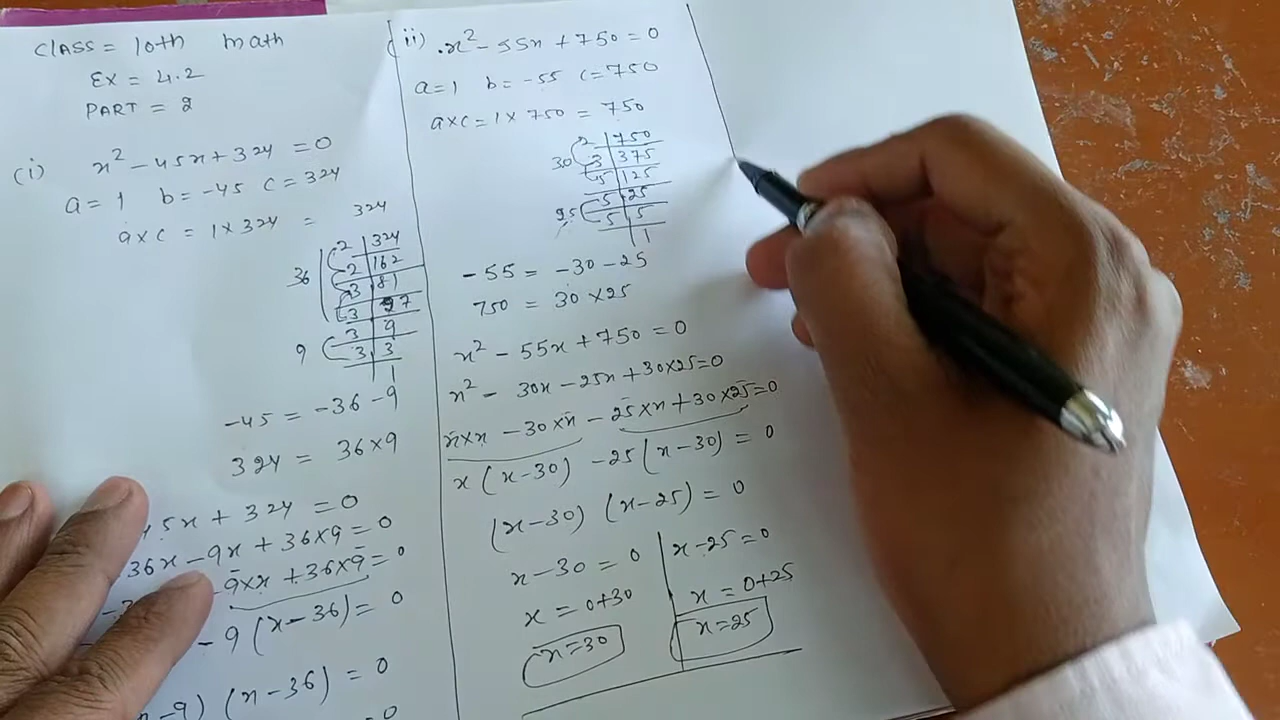 CLASS = 10th math
EX = 4.2
PART = 2
(i) x² - 45x + 324 = 0
a = 1 b = -45 c = 324
a×c = 1 × 324 = 324
2 | 324
2 | 162
3 | 81
3 | 27
3 | 9
3 | 3
1
36
9
-45 = -36 - 9
324 = 36×9
5x + 324 = 0
36x - 9x + 36×9 = 0
- 9×x + 36×9 = 0
- 9 (x - 36) = 0
-9) (x - 36) = 0
= 0
(ii) x² - 55x + 750 = 0
a = 1 b = -55 c = 750
a×c = 1 × 750 = 750
2 | 750
3 | 375
5 | 125
5 | 25
5 | 5
1
30
25
-55 = -30 - 25
750 = 30 × 25
x² - 55x + 750 = 0
x² - 30x - 25x + 30×25 = 0
x×x - 30×x - 25×x + 30×25 = 0
x (x - 30) - 25 (x - 30) = 0
(x - 30) (x - 25) = 0
x - 30 = 0 | x - 25 = 0
x = 0 + 30 | x = 0 + 25
x = 30 | x = 25